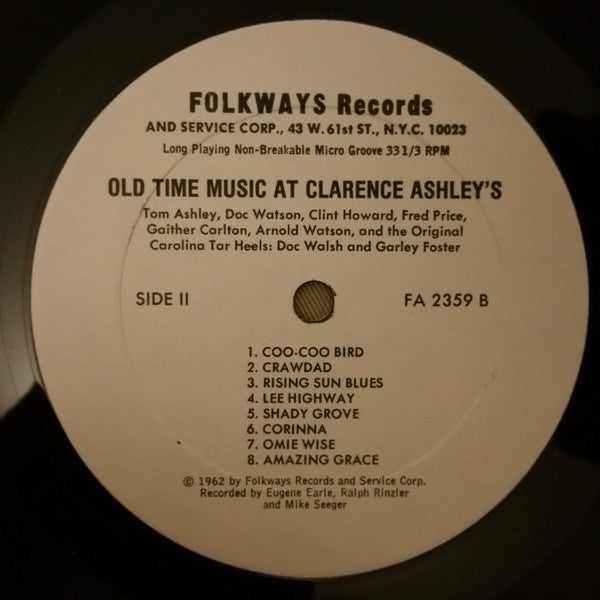 FOLKWAYS Records
AND SERVICE CORP., 43 W. 61st ST., N.Y.C. 10023
Long Playing Non-Breakable Micro Groove 33 1/3 RPM
OLD TIME MUSIC AT CLARENCE ASHLEY'S
Tom Ashley, Doc Watson, Clint Howard, Fred Price,
Gaither Carlton, Arnold Watson, and the Original
Carolina Tar Heels: Doc Walsh and Garley Foster
SIDE II
FA 2359 B
1. COO-COO BIRD
2. CRAWDAD
3. RISING SUN BLUES
4. LEE HIGHWAY
5. SHADY GROVE
6. CORINNA
7. OMIE WISE
8. AMAZING GRACE
© 1962 by Folkways Records and Service Corp.
Recorded by Eugene Earle, Ralph Rinzler
and Mike Seeger